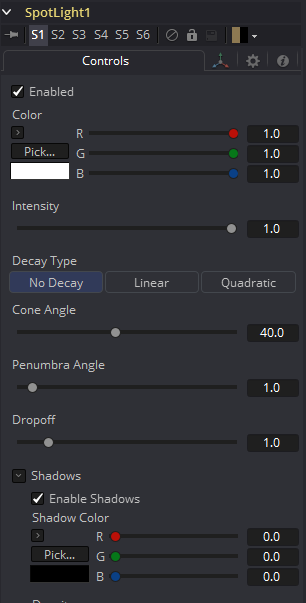 SpotLight1
S1 S2 S3 S4 S5 S6
Controls
Enabled
Color
R 1.0
Pick... G 1.0
B 1.0
Intensity
1.0
Decay Type
No Decay Linear Quadratic
Cone Angle
40.0
Penumbra Angle
1.0
Dropoff
1.0
Shadows
Enable Shadows
Shadow Color
R 0.0
Pick... G 0.0
B 0.0